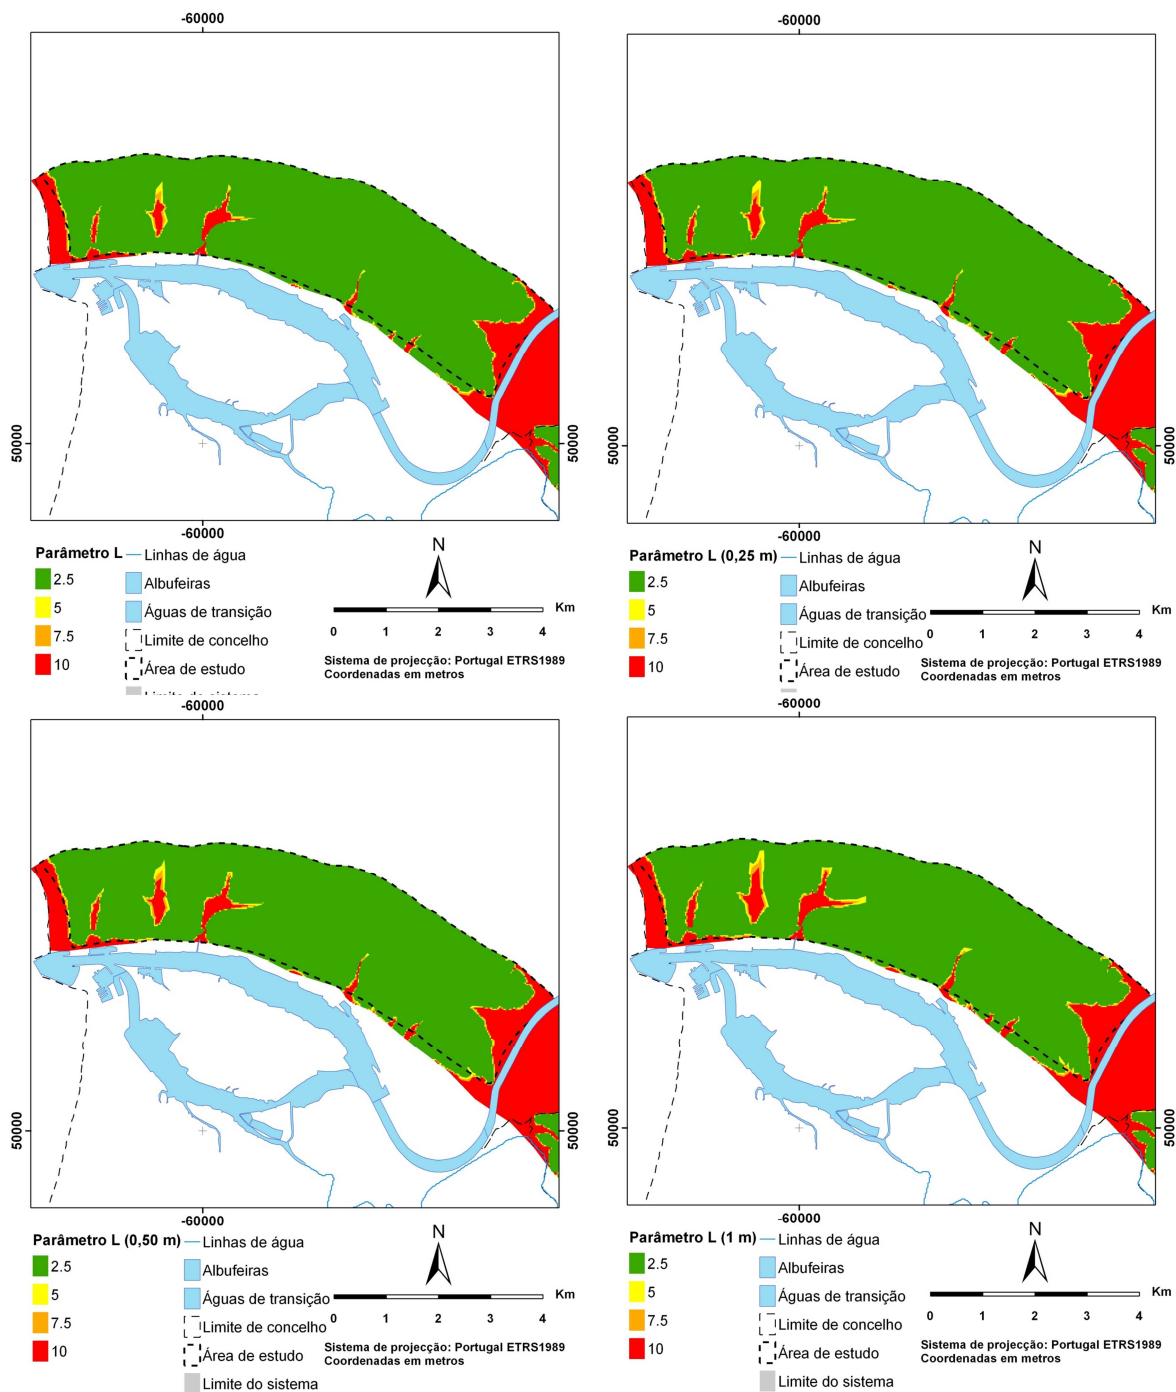 -60000
50000
50000
-60000
Parâmetro L
2.5
5
7.5
10
Linhas de água
Albufeiras
Águas de transição
Limite de concelho
Área de estudo
Limite do sistema
N
Km
0 1 2 3 4
Sistema de projecção: Portugal ETRS1989
Coordenadas em metros
-60000
50000
50000
Parâmetro L (0,25 m)
2.5
5
7.5
10
Linhas de água
Albufeiras
Águas de transição
Limite de concelho
Área de estudo
N
Km
0 1 2 3 4
Sistema de projecção: Portugal ETRS1989
Coordenadas em metros
-60000
50000
50000
-60000
Parâmetro L (0,50 m)
2.5
5
7.5
10
Linhas de água
Albufeiras
Águas de transição
Limite de concelho
Área de estudo
Limite do sistema
N
Km
0 1 2 3 4
Sistema de projecção: Portugal ETRS1989
Coordenadas em metros
-60000
50000
50000
-60000
Parâmetro L (1 m)
2.5
5
7.5
10
Linhas de água
Albufeiras
Águas de transição
Limite de concelho
Área de estudo
Limite do sistema
N
Km
0 1 2 3 4
Sistema de projecção: Portugal ETRS1989
Coordenadas em metros